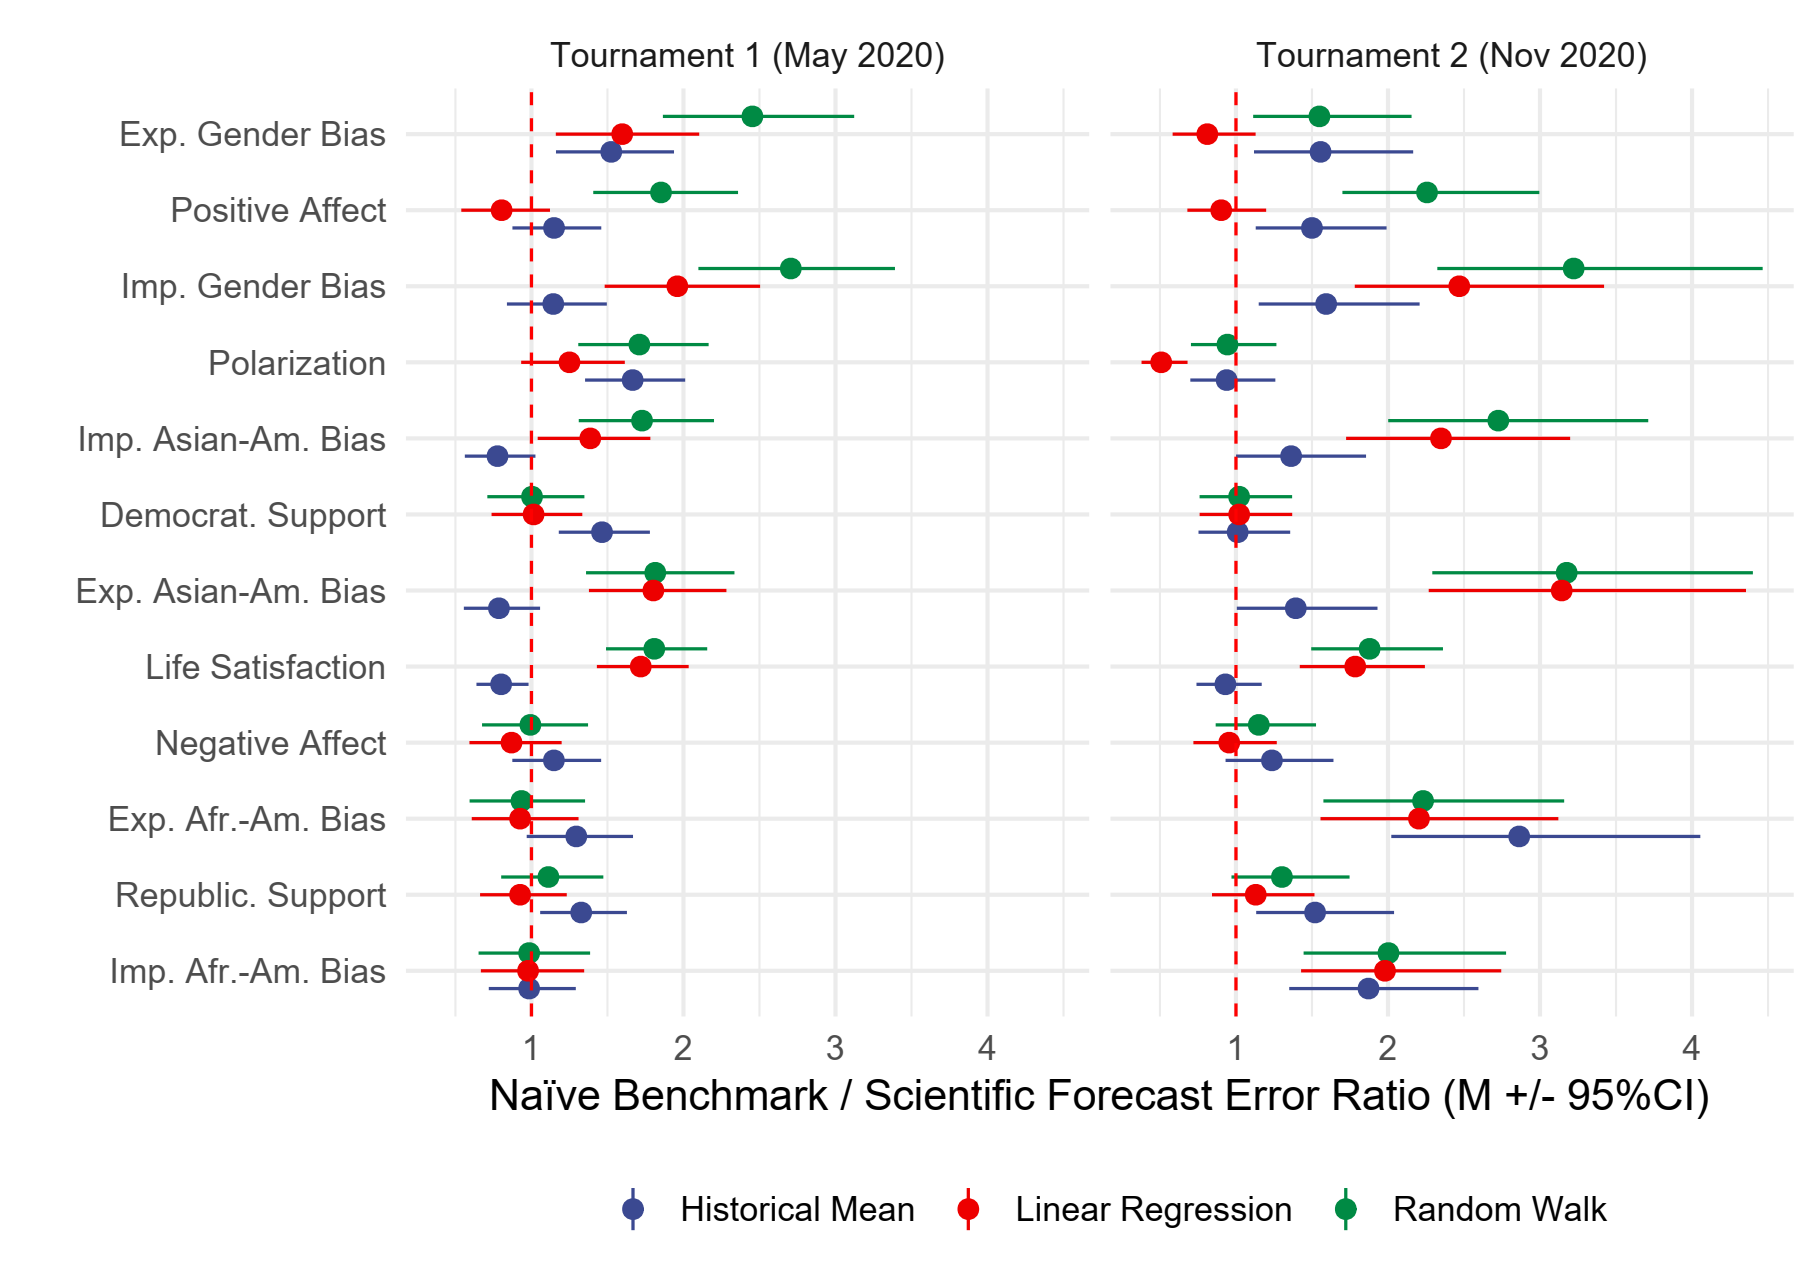 Tournament 1 (May 2020) Tournament 2 (Nov 2020)
Exp. Gender Bias
Positive Affect
Imp. Gender Bias
Polarization
Imp. Asian-Am. Bias
Democrat. Support
Exp. Asian-Am. Bias
Life Satisfaction
Negative Affect
Exp. Afr.-Am. Bias
Republic. Support
Imp. Afr.-Am. Bias
1 2 3 4 1 2 3 4
Naïve Benchmark / Scientific Forecast Error Ratio (M +/- 95%CI)
Historical Mean Linear Regression Random Walk